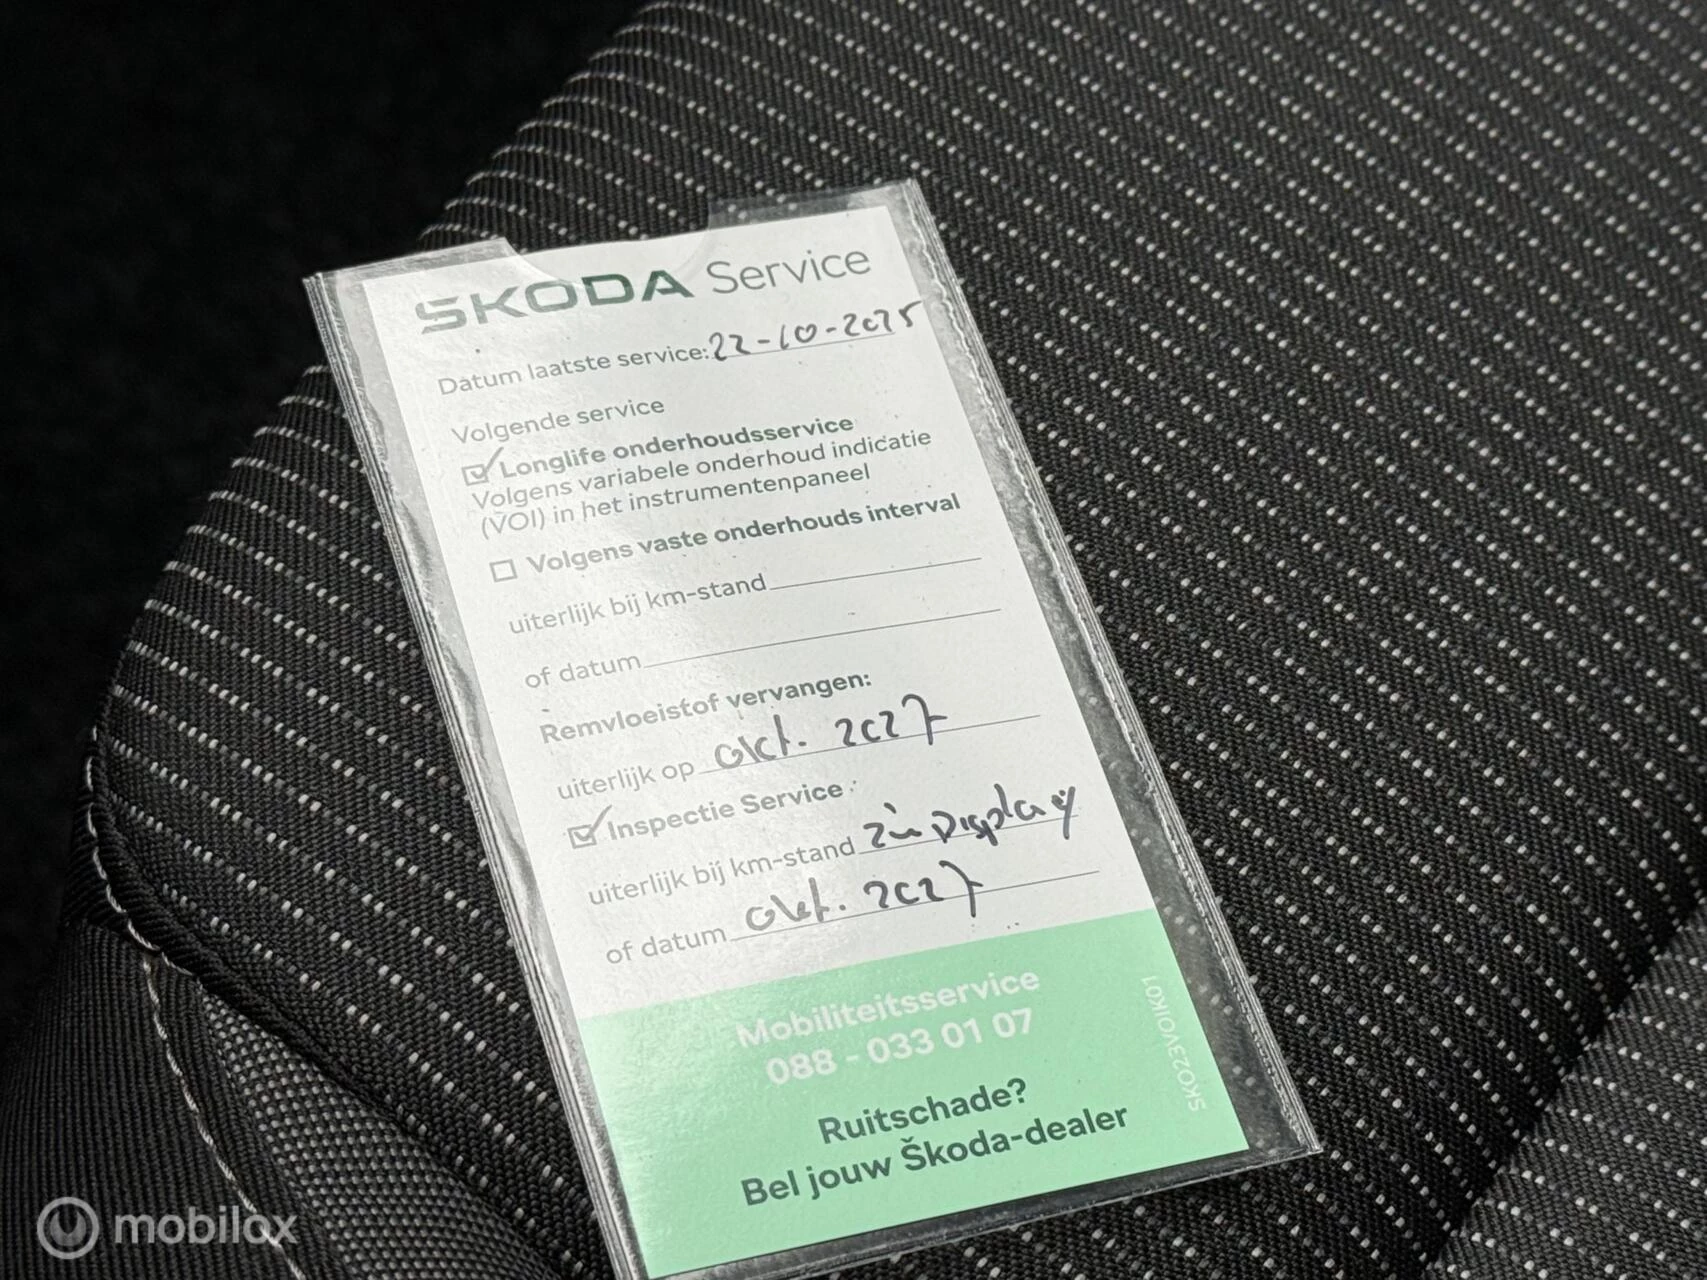 ŠKODA Service
Datum laatste service: 22-10-2025
Volgende service
Longlife onderhoudsservice
Volgens variabele onderhoud indicatie
(VOI) in het instrumentenpaneel
Volgens vaste onderhouds interval
uiterlijk bij km-stand
of datum
Remvloeistof vervangen:
uiterlijk op okt. 2027
Inspectie Service
uiterlijk bij km-stand zie Display
of datum okt. 2027
Mobiliteitsservice
088 - 033 01 07
Ruitschade?
Bel jouw Škoda-dealer
SKO23VOIK01
mobilox